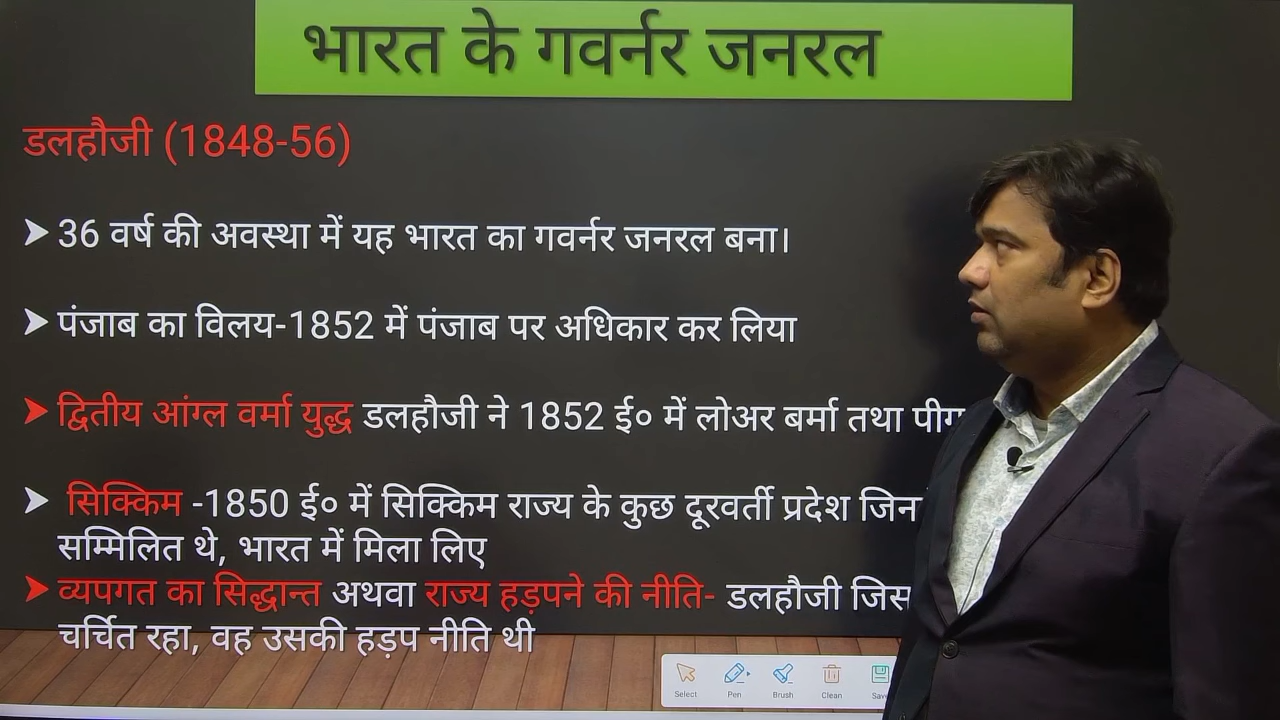 भारत के गवर्नर जनरल
डलहौजी (1848-56)
36 वर्ष की अवस्था में यह भारत का गवर्नर जनरल बना।
पंजाब का विलय-1852 में पंजाब पर अधिकार कर लिया
द्वितीय आंग्ल वर्मा युद्ध डलहौजी ने 1852 ई० में लोअर बर्मा तथा
सिक्किम -1850 ई० में सिक्किम राज्य के कुछ दूरवर्ती प्रदेश जिन
सम्मिलित थे, भारत में मिला लिए
व्यपगत का सिद्धान्त अथवा राज्य हड़पने की नीति- डलहौजी जिस
चर्चित रहा, वह उसकी हड़प नीति थी
Select Pen Brush Clean